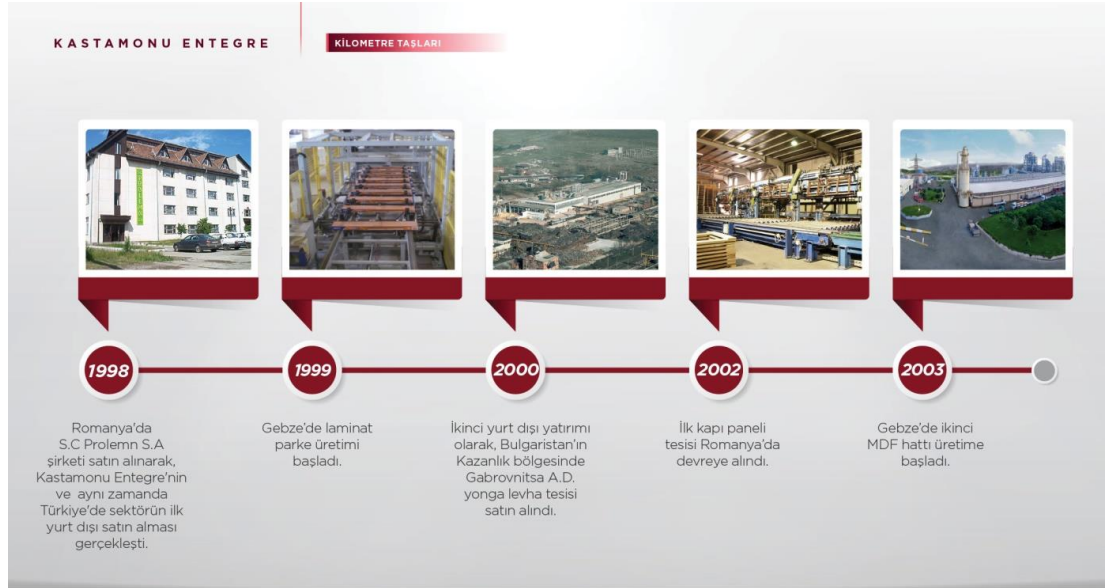 KASTAMONU ENTEGRE
KİLOMETRE TAŞLARI
1998
Romanya'da
S.C Prolemn S.A
şirketi satın alınarak,
Kastamonu Entegre'nin
ve aynı zamanda
Türkiye'de sektörün ilk
yurt dışı satın alması
gerçekleşti.
1999
Gebze'de laminat
parke üretimi
başladı.
2000
İkinci yurt dışı yatırımı
olarak, Bulgaristan'ın
Kazanlık bölgesinde
Gabrovnitsa A.D.
yonga levha tesisi
satın alındı.
2002
İlk kapı paneli
tesisi Romanya'da
devreye alındı.
2003
Gebze'de ikinci
MDF hattı üretime
başladı.